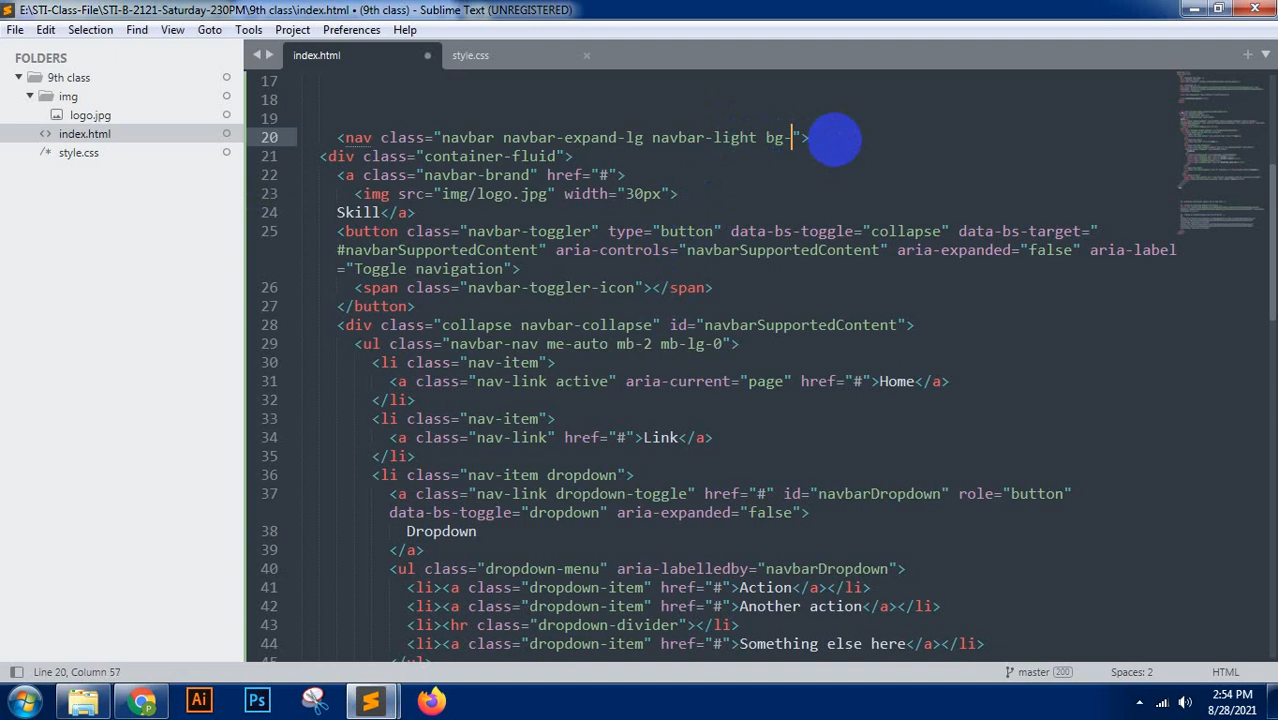 E:\STI-Class-File\STI-B-2121-Saturday-230PM\9th class\index.html • (9th class) - Sublime Text (UNREGISTERED)
File Edit Selection Find View Goto Tools Project Preferences Help
FOLDERS
9th class
img
logo.jpg
<> index.html
/* style.css
index.html
style.css
17
18
19
20 <nav class="navbar navbar-expand-lg navbar-light bg-">
21 <div class="container-fluid">
22 <a class="navbar-brand" href="#">
23 <img src="img/logo.jpg" width="30px">
24 Skill</a>
25 <button class="navbar-toggler" type="button" data-bs-toggle="collapse" data-bs-target="
#navbarSupportedContent" aria-controls="navbarSupportedContent" aria-expanded="false" aria-label
="Toggle navigation">
26 <span class="navbar-toggler-icon"></span>
27 </button>
28 <div class="collapse navbar-collapse" id="navbarSupportedContent">
29 <ul class="navbar-nav me-auto mb-2 mb-lg-0">
30 <li class="nav-item">
31 <a class="nav-link active" aria-current="page" href="#">Home</a>
32 </li>
33 <li class="nav-item">
34 <a class="nav-link" href="#">Link</a>
35 </li>
36 <li class="nav-item dropdown">
37 <a class="nav-link dropdown-toggle" href="#" id="navbarDropdown" role="button"
data-bs-toggle="dropdown" aria-expanded="false">
38 Dropdown
39 </a>
40 <ul class="dropdown-menu" aria-labelledby="navbarDropdown">
41 <li><a class="dropdown-item" href="#">Action</a></li>
42 <li><a class="dropdown-item" href="#">Another action</a></li>
43 <li><hr class="dropdown-divider"></li>
44 <li><a class="dropdown-item" href="#">Something else here</a></li>
45 </ul>
Line 20, Column 57
master 200
Spaces: 2
HTML
Ai
Ps
2:54 PM
8/28/2021